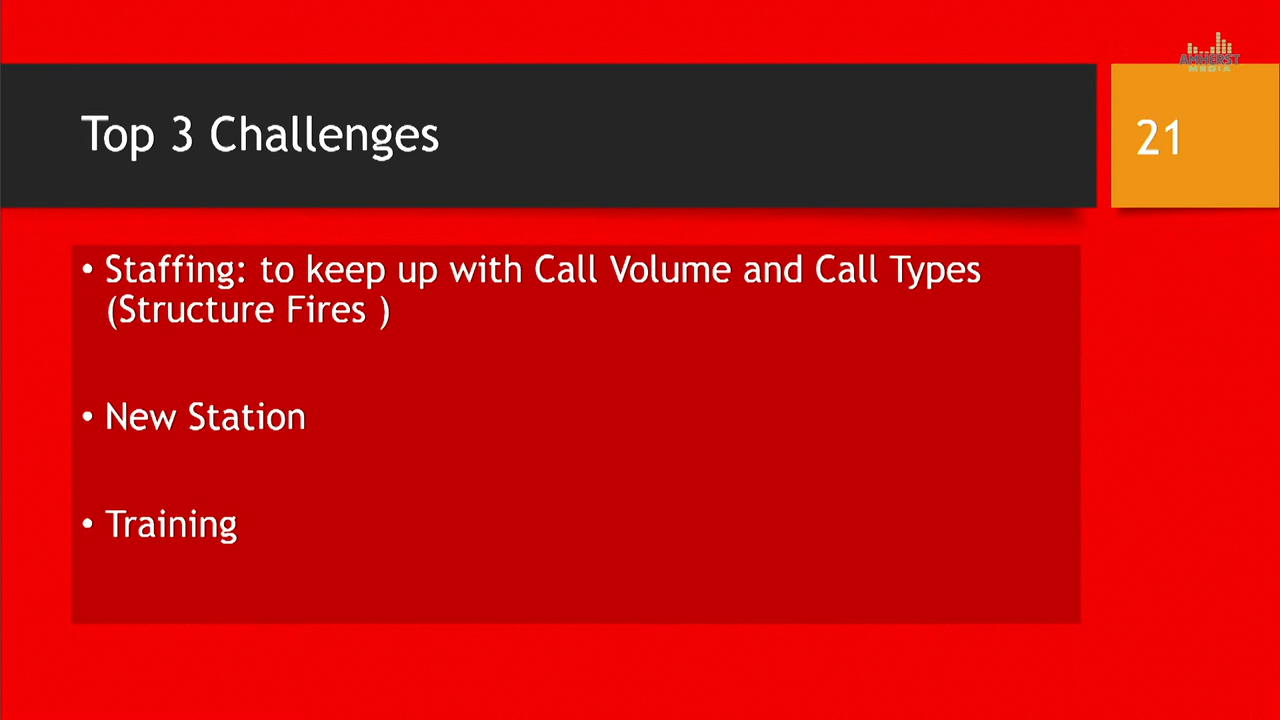 AMHERST
MEDIA
Top 3 Challenges
21
• Staffing: to keep up with Call Volume and Call Types
(Structure Fires )
• New Station
• Training